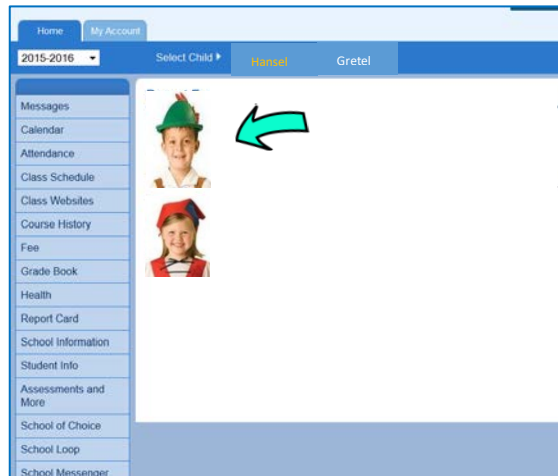 Home My Account
2015-2016 Select Child Hansel Gretel
Messages
Calendar
Attendance
Class Schedule
Class Websites
Course History
Fee
Grade Book
Health
Report Card
School Information
Student Info
Assessments and
More
School of Choice
School Loop
School Messenger